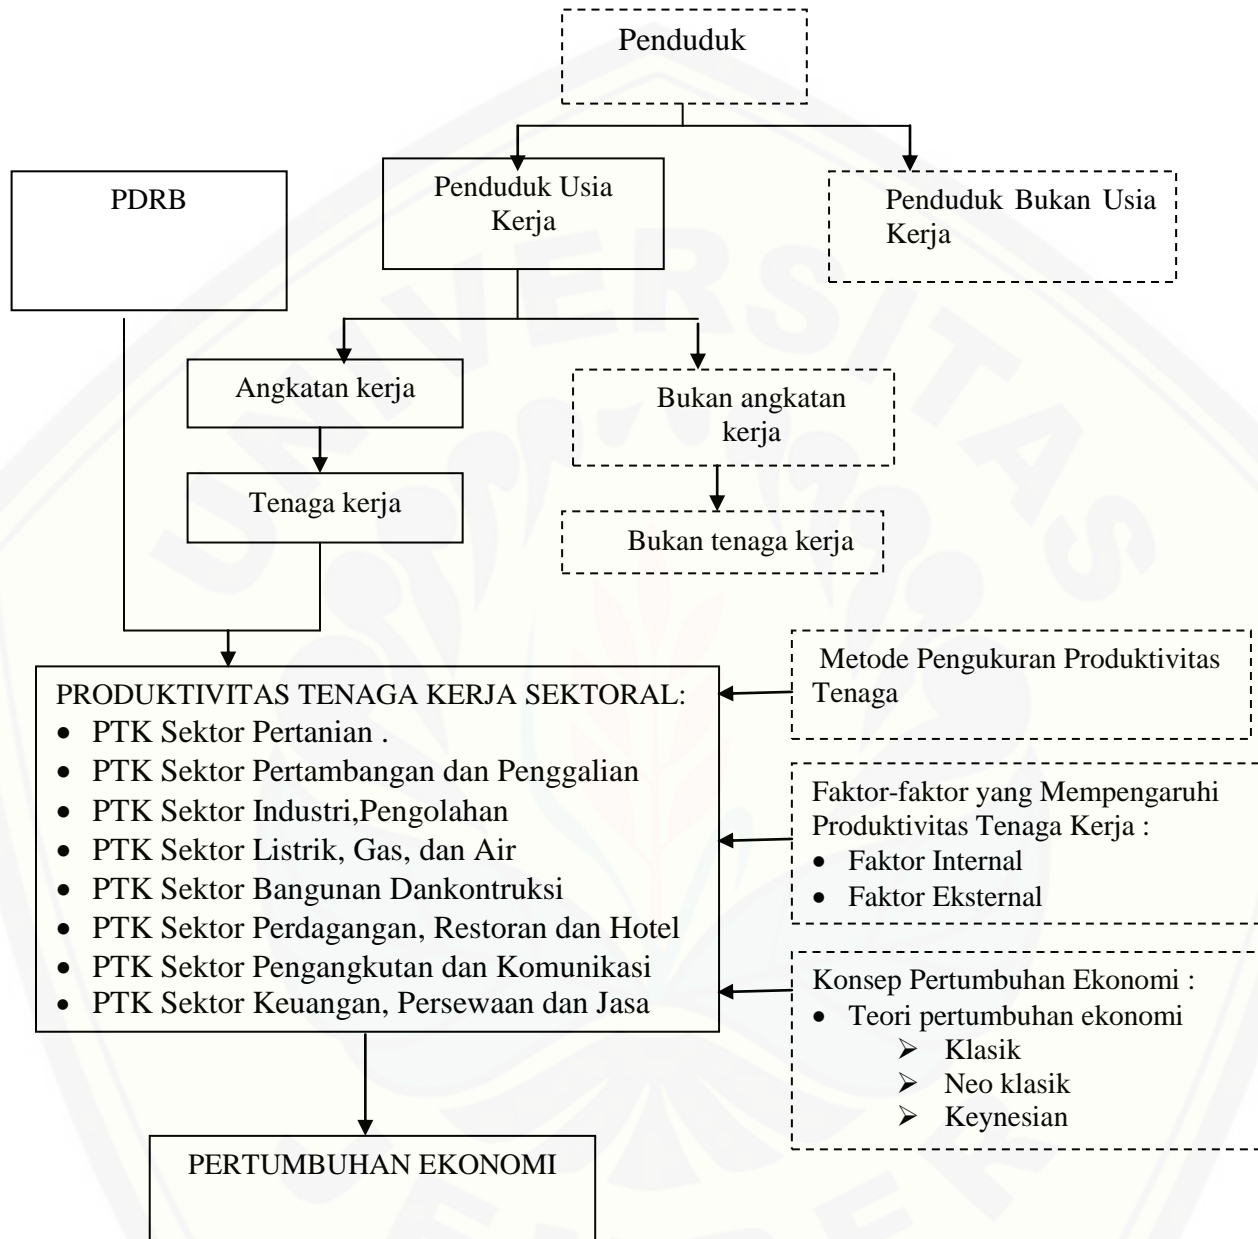 Penduduk
PDRB
Penduduk Usia
Kerja
Penduduk Bukan Usia
Kerja
Angkatan kerja
Bukan angkatan
kerja
Tenaga kerja
Bukan tenaga kerja
PRODUKTIVITAS TENAGA KERJA SEKTORAL:
• PTK Sektor Pertanian .
• PTK Sektor Pertambangan dan Penggalian
• PTK Sektor Industri,Pengolahan
• PTK Sektor Listrik, Gas, dan Air
• PTK Sektor Bangunan Dankontruksi
• PTK Sektor Perdagangan, Restoran dan Hotel
• PTK Sektor Pengangkutan dan Komunikasi
• PTK Sektor Keuangan, Persewaan dan Jasa
Metode Pengukuran Produktivitas
Tenaga
Faktor-faktor yang Mempengaruhi
Produktivitas Tenaga Kerja :
• Faktor Internal
• Faktor Eksternal
Konsep Pertumbuhan Ekonomi :
• Teori pertumbuhan ekonomi
➢ Klasik
➢ Neo klasik
➢ Keynesian
PERTUMBUHAN EKONOMI
UNIVERSITAS